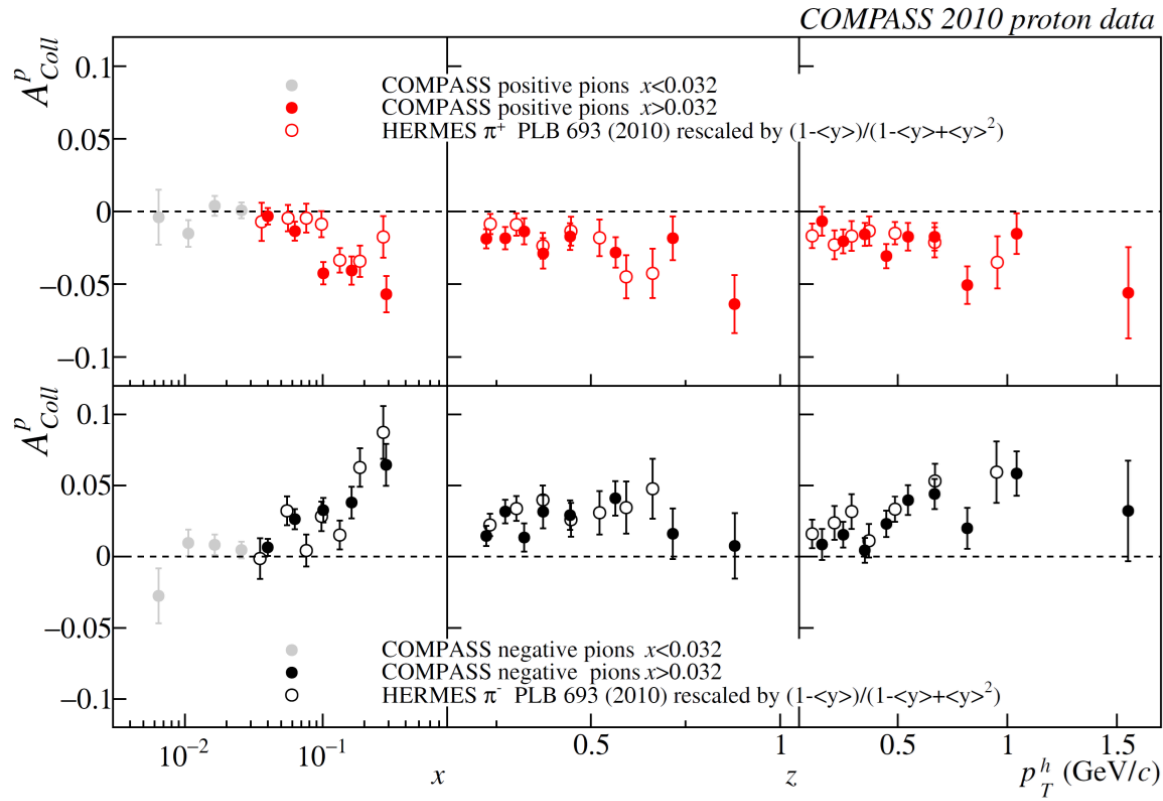 COMPASS 2010 proton data
A^p_Coll
0.1
0.05
0
−0.05
−0.1
COMPASS positive pions x<0.032
COMPASS positive pions x>0.032
HERMES π⁺ PLB 693 (2010) rescaled by (1-<y>)/(1-<y>+<y>²)
A^p_Coll
0.1
0.05
0
−0.05
−0.1
COMPASS negative pions x<0.032
COMPASS negative pions x>0.032
HERMES π⁻ PLB 693 (2010) rescaled by (1-<y>)/(1-<y>+<y>²)
10⁻² 10⁻¹ 0.5 1 0.5 1 1.5
x z p_T^h (GeV/c)